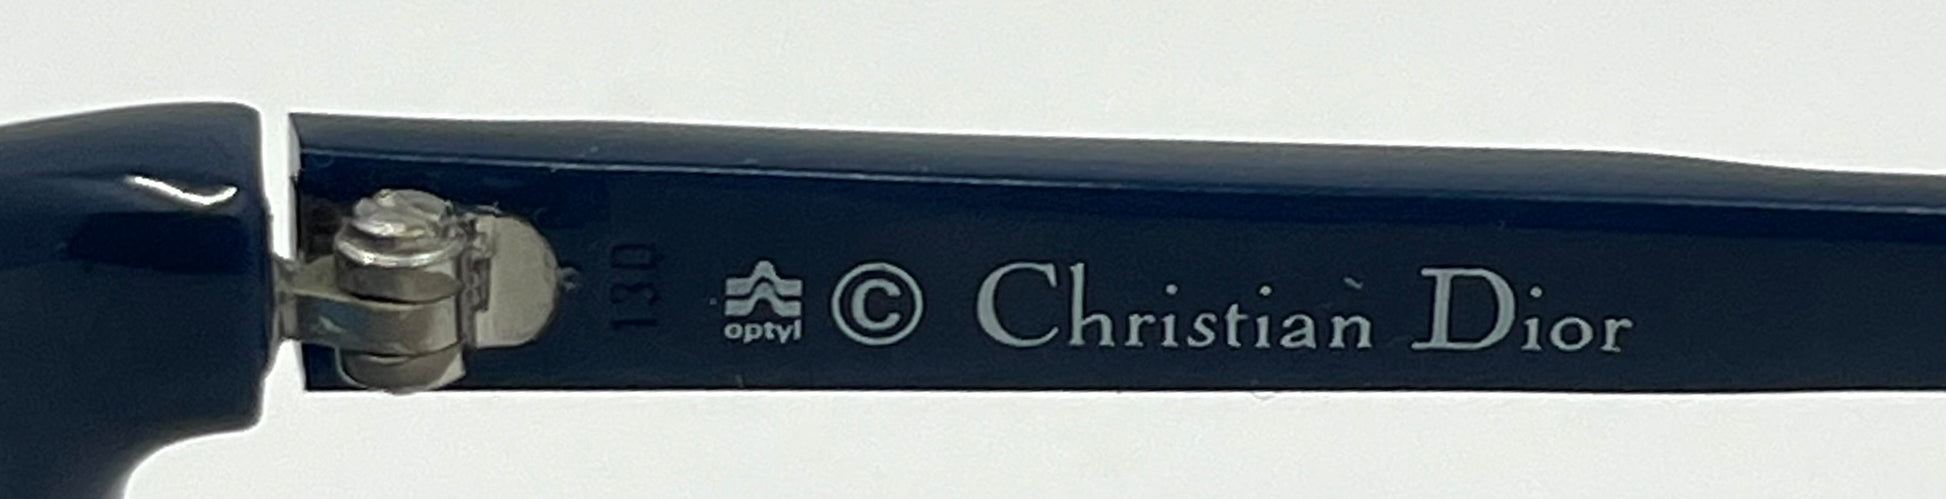 130
optyl © Christian Dior